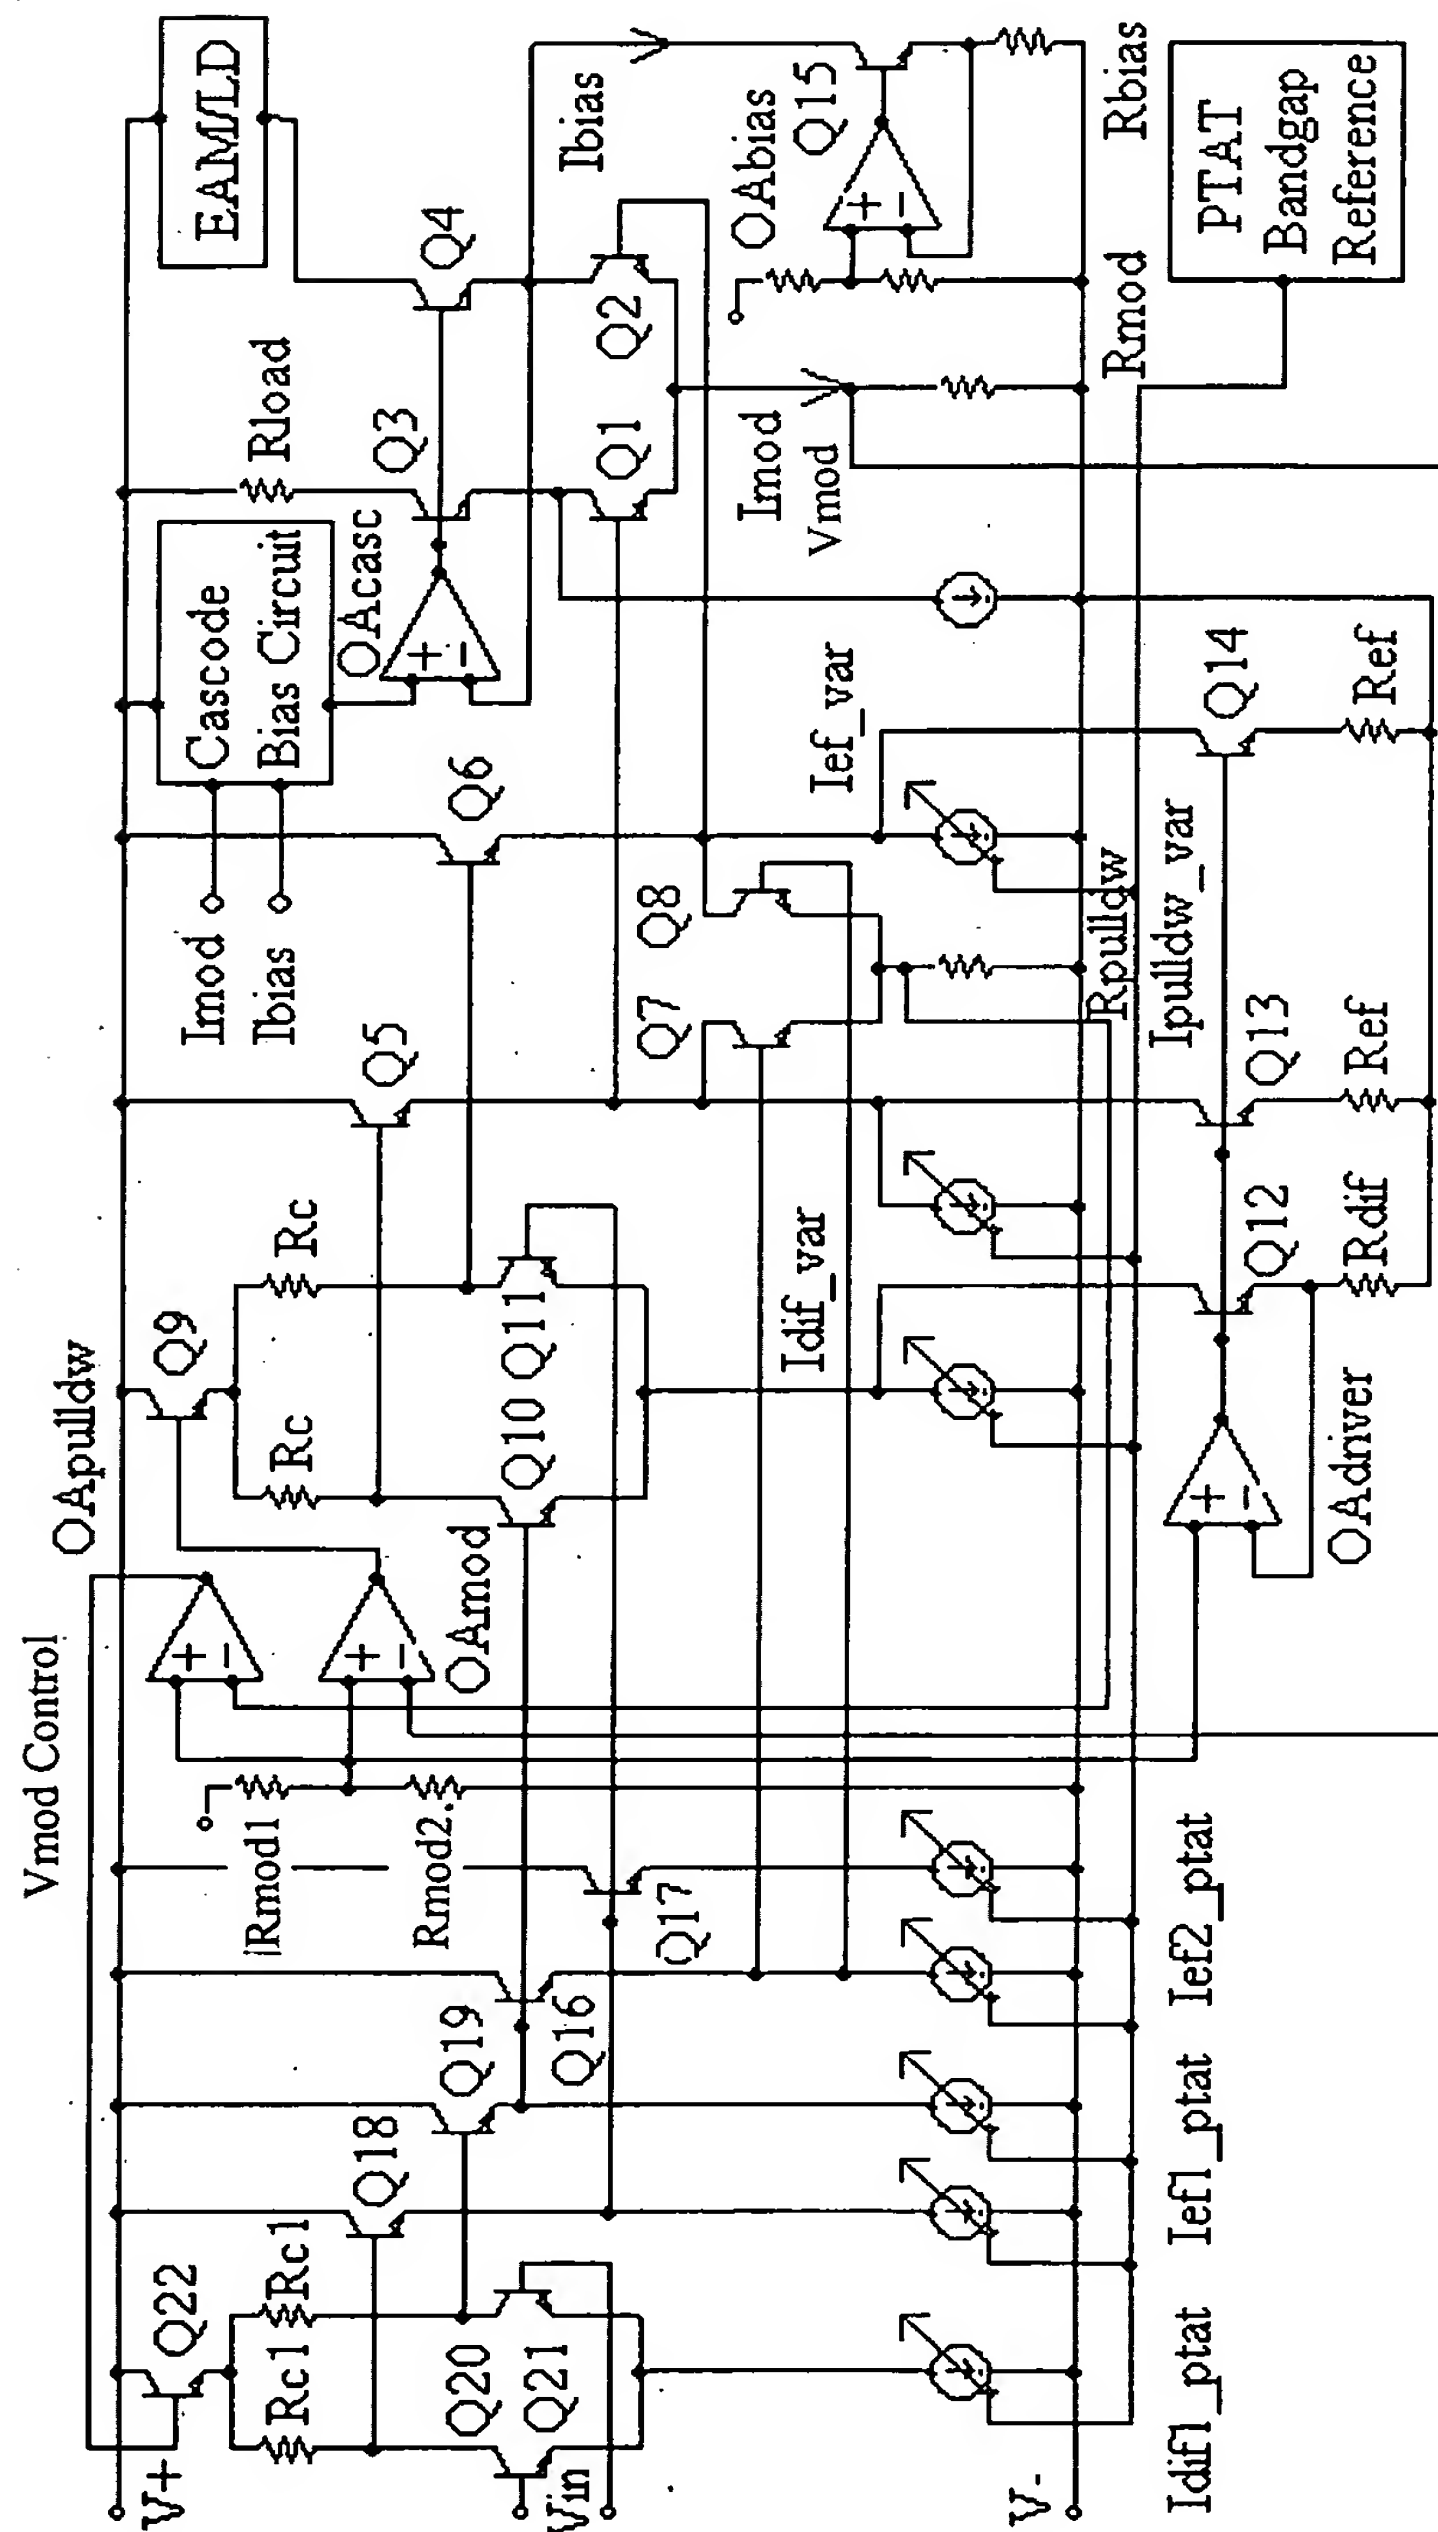 V+
Vin
V-
Vmod Control
Q22
Rc1
Rc1
Q20
Q21
Idif1_ptat
Q18
Q19
Ief1_ptat
Q16
Q17
Ief2_ptat
Rmod1
Rmod2
OApulldw
+
-
+
-
OAmod
Q9
Rc
Rc
Q10
Q11
Idif_var
Q5
Q6
Q7
Q8
Rpulldw
Ipulldw_var
Ief_var
OAdriver
+
-
Q12
Q13
Q14
Rdif
Ref
Ref
Imod
Ibias
Cascode
Bias Circuit
OAcasc
+
-
Rload
Q3
Q4
Q1
Q2
Imod
Vmod
Rmod
EAM/LD
Ibias
OAbias
+
-
Q15
Rbias
PTAT
Bandgap
Reference